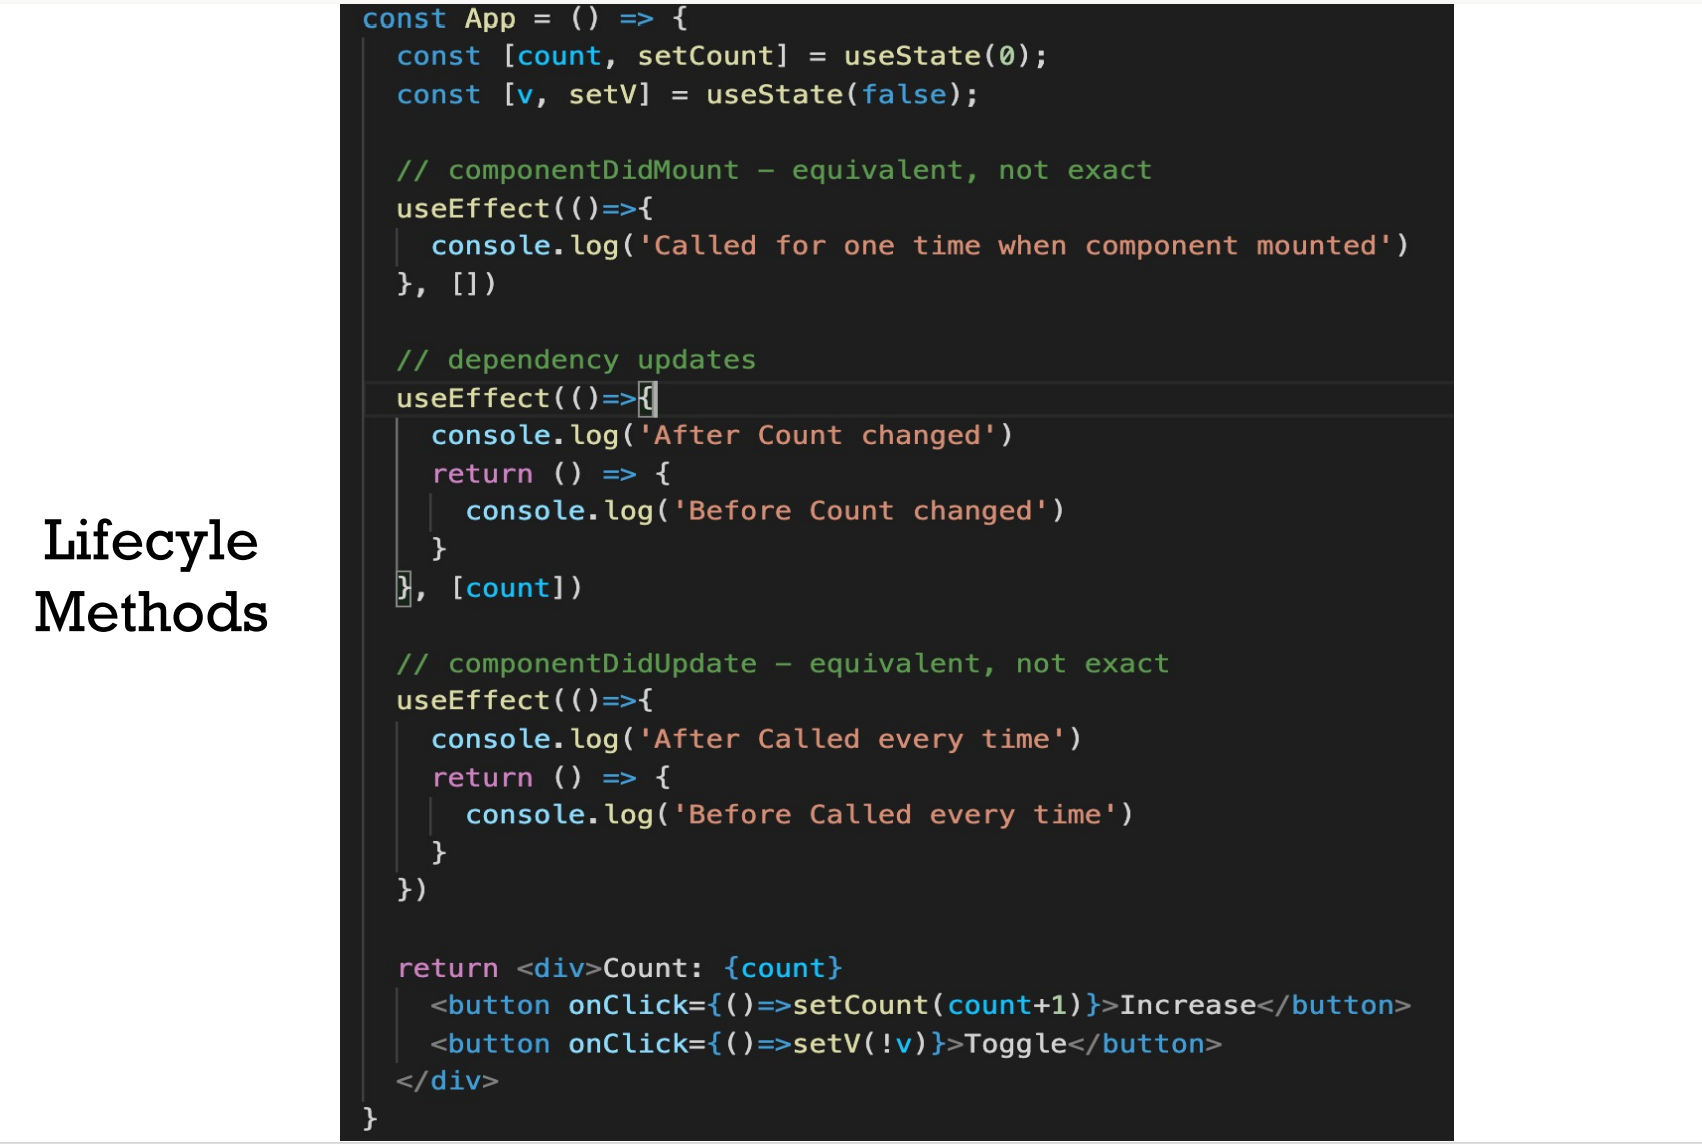 Lifecyle
Methods
const App = () => {
const [count, setCount] = useState(0);
const [v, setV] = useState(false);
// componentDidMount – equivalent, not exact
useEffect(()=>{
console.log('Called for one time when component mounted')
}, [])
// dependency updates
useEffect(()=>{
console.log('After Count changed')
return () => {
console.log('Before Count changed')
}
}, [count])
// componentDidUpdate – equivalent, not exact
useEffect(()=>{
console.log('After Called every time')
return () => {
console.log('Before Called every time')
}
})
return <div>Count: {count}
<button onClick={()=>setCount(count+1)}>Increase</button>
<button onClick={()=>setV(!v)}>Toggle</button>
</div>
}